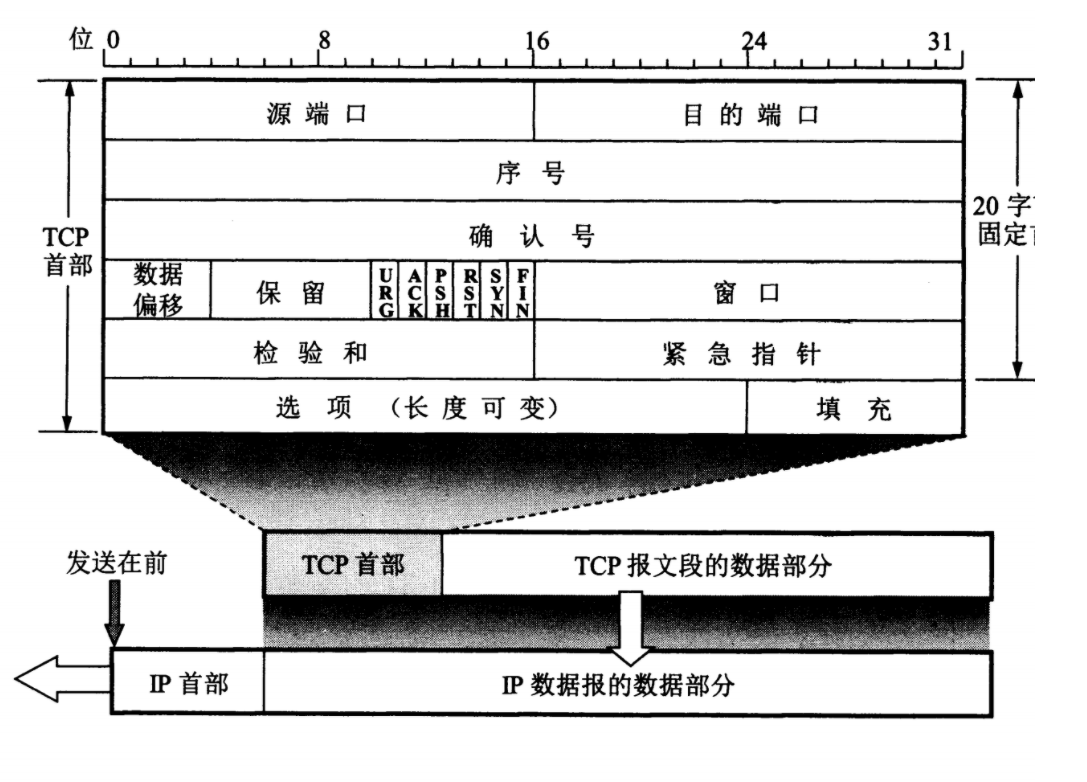 位 0 8 16 24 31
源端口 目的端口
序号
确认号
TCP
首部
20 字
固定
数据
偏移
保留
URG
ACK
PSH
RST
SYN
FIN
窗口
检验和 紧急指针
选项 (长度可变) 填充
发送在前
TCP 首部 TCP 报文段的数据部分
IP 首部 IP 数据报的数据部分